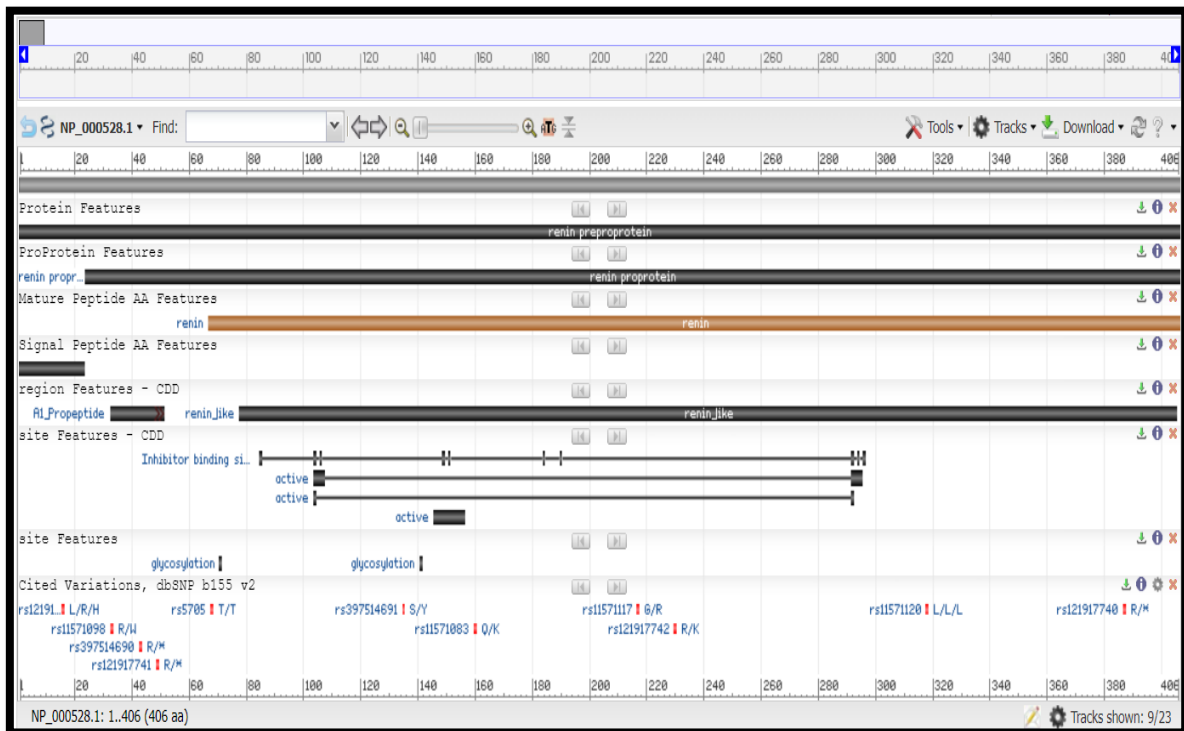 20 40 60 80 100 120 140 160 180 200 220 240 260 280 300 320 340 360 380 40
NP_000528.1 Find: ATG Tools Tracks Download ?
1 20 40 60 80 100 120 140 160 180 200 220 240 260 280 300 320 340 360 380 406
Protein Features
renin preproprotein
ProProtein Features
renin propr... renin proprotein
Mature Peptide AA Features
renin renin
Signal Peptide AA Features
region Features - CDD
A1_Propeptide renin_like renin_like
site Features - CDD
Inhibitor binding si...
active
active
active
site Features
glycosylation glycosylation
Cited Variations, dbSNP b155 v2
rs12191... L/R/H rs5705 T/T rs397514691 S/Y rs11571117 G/R rs11571120 L/L/L rs121917740 R/*
rs11571098 R/W rs11571083 Q/K rs121917742 R/K
rs397514690 R/*
rs121917741 R/*
1 20 40 60 80 100 120 140 160 180 200 220 240 260 280 300 320 340 360 380 406
NP_000528.1: 1..406 (406 aa) Tracks shown: 9/23